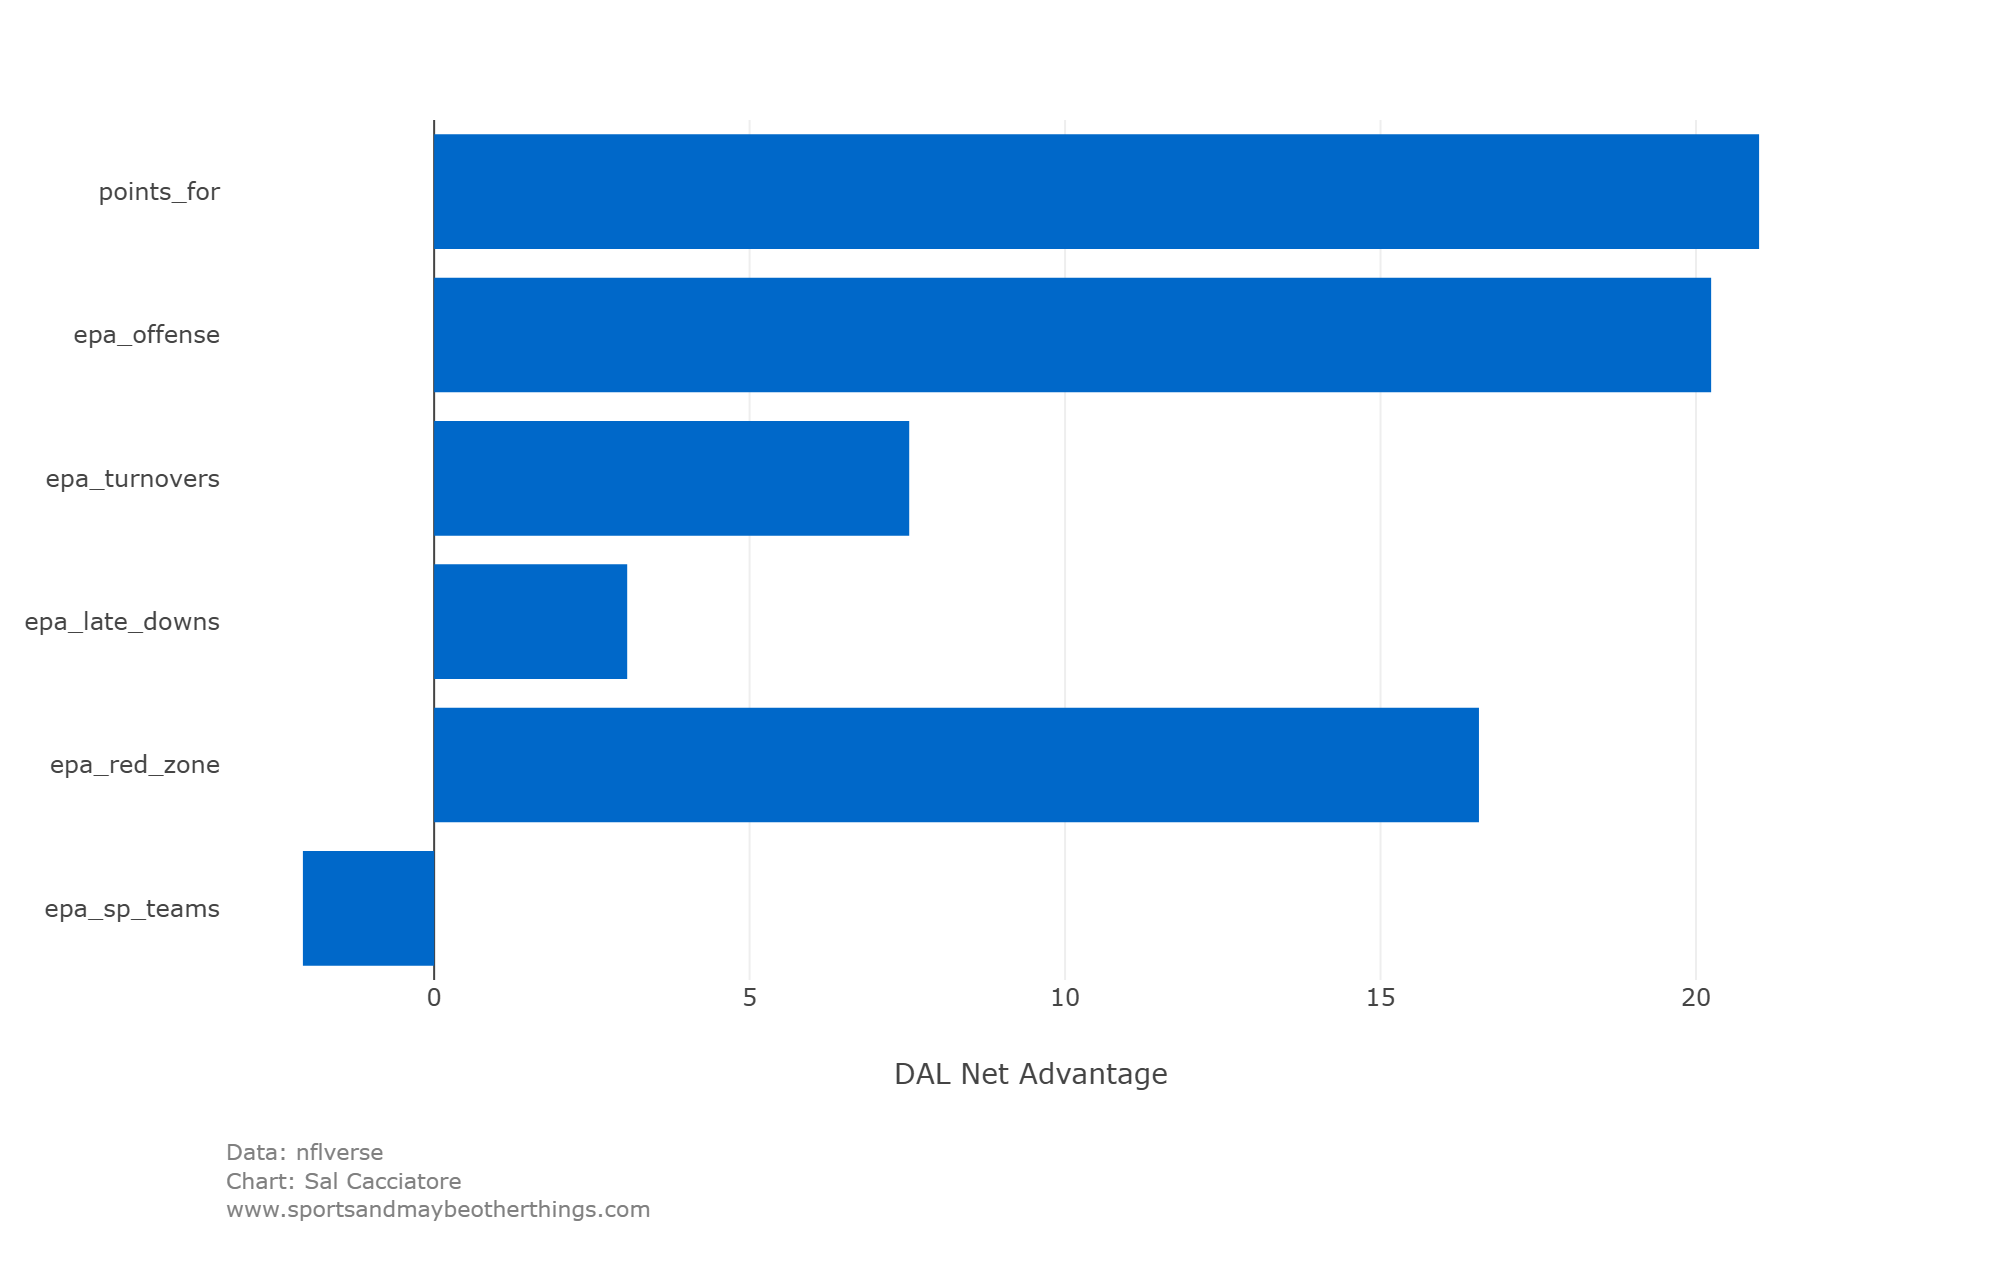 points_for
epa_offense
epa_turnovers
epa_late_downs
epa_red_zone
epa_sp_teams
0 5 10 15 20
DAL Net Advantage
Data: nflverse
Chart: Sal Cacciatore
www.sportsandmaybeotherthings.com